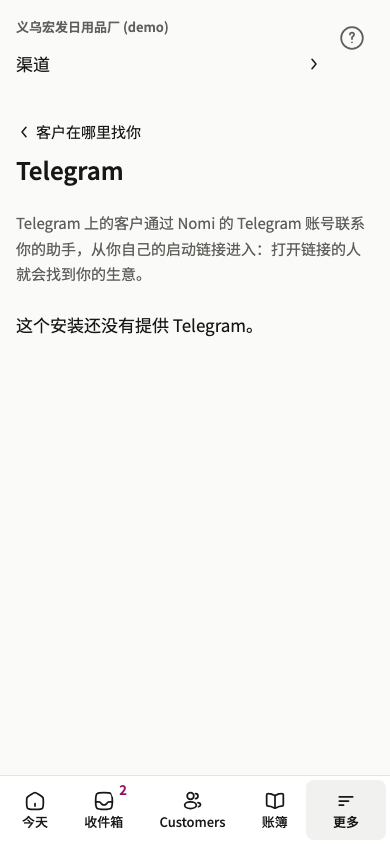 义乌宏发日用品厂 (demo)
渠道
客户在哪里找你
Telegram
Telegram 上的客户通过 Nomi 的 Telegram 账号联系
你的助手，从你自己的启动链接进入：打开链接的人
就会找到你的生意。
这个安装还没有提供 Telegram。
2
今天
收件箱
Customers
账簿
更多